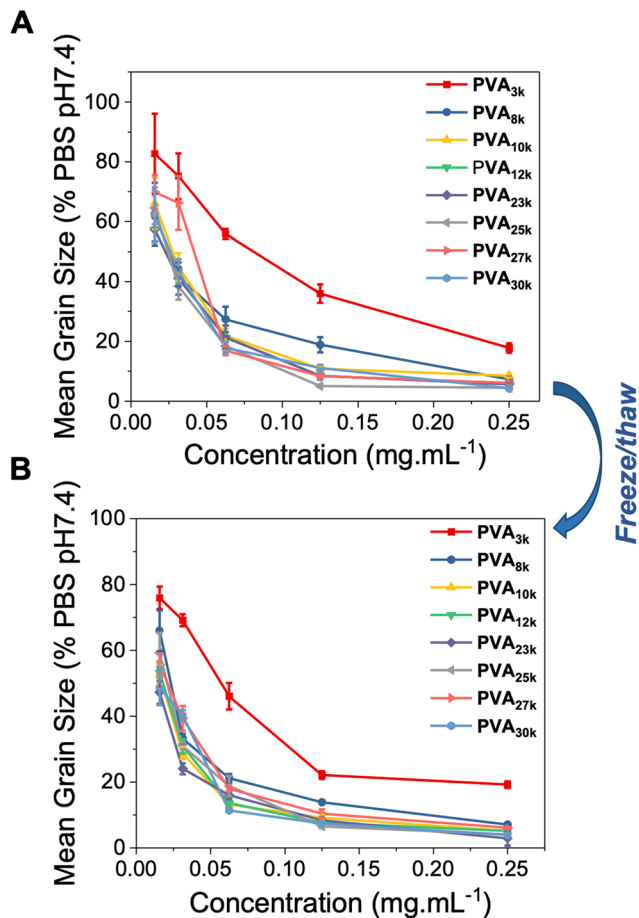 A
Mean Grain Size (% PBS pH7.4)
100
80
60
40
20
0
0.00 0.05 0.10 0.15 0.20 0.25
Concentration (mg.mL⁻¹)
PVA₃ₖ
PVA₈ₖ
PVA₁₀ₖ
PVA₁₂ₖ
PVA₂₃ₖ
PVA₂₅ₖ
PVA₂₇ₖ
PVA₃₀ₖ
Freeze/thaw
B
Mean Grain Size (% PBS pH7.4)
100
80
60
40
20
0
0.00 0.05 0.10 0.15 0.20 0.25
Concentration (mg.mL⁻¹)
PVA₃ₖ
PVA₈ₖ
PVA₁₀ₖ
PVA₁₂ₖ
PVA₂₃ₖ
PVA₂₅ₖ
PVA₂₇ₖ
PVA₃₀ₖ